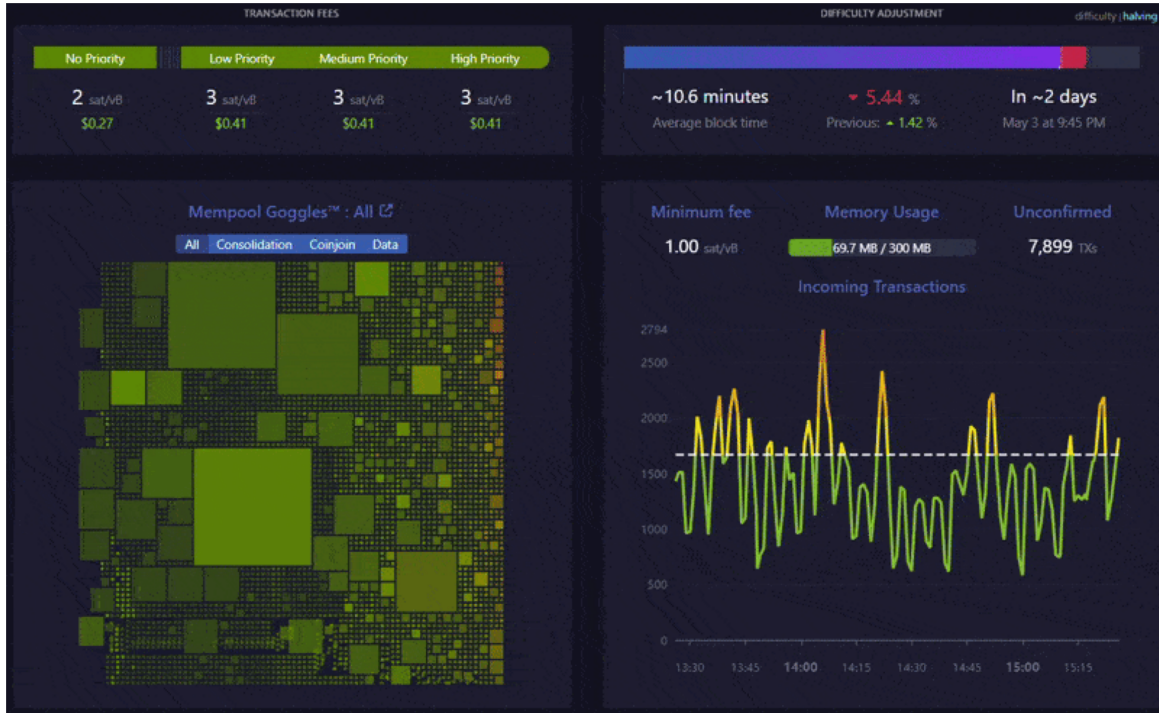 TRANSACTION FEES
No Priority Low Priority Medium Priority High Priority
2 sat/vB 3 sat/vB 3 sat/vB 3 sat/vB
$0.27 $0.41 $0.41 $0.41
DIFFICULTY ADJUSTMENT
difficulty | halving
~10.6 minutes ▼ 5.44 % In ~2 days
Average block time Previous: ▲ 1.42 % May 3 at 9:45 PM
Mempool Goggles™ : All
All Consolidation Coinjoin Data
Minimum fee Memory Usage Unconfirmed
1.00 sat/vB 69.7 MB / 300 MB 7,899 TXs
Incoming Transactions
2794
2500
2000
1500
1000
500
0
13:30 13:45 14:00 14:15 14:30 14:45 15:00 15:15